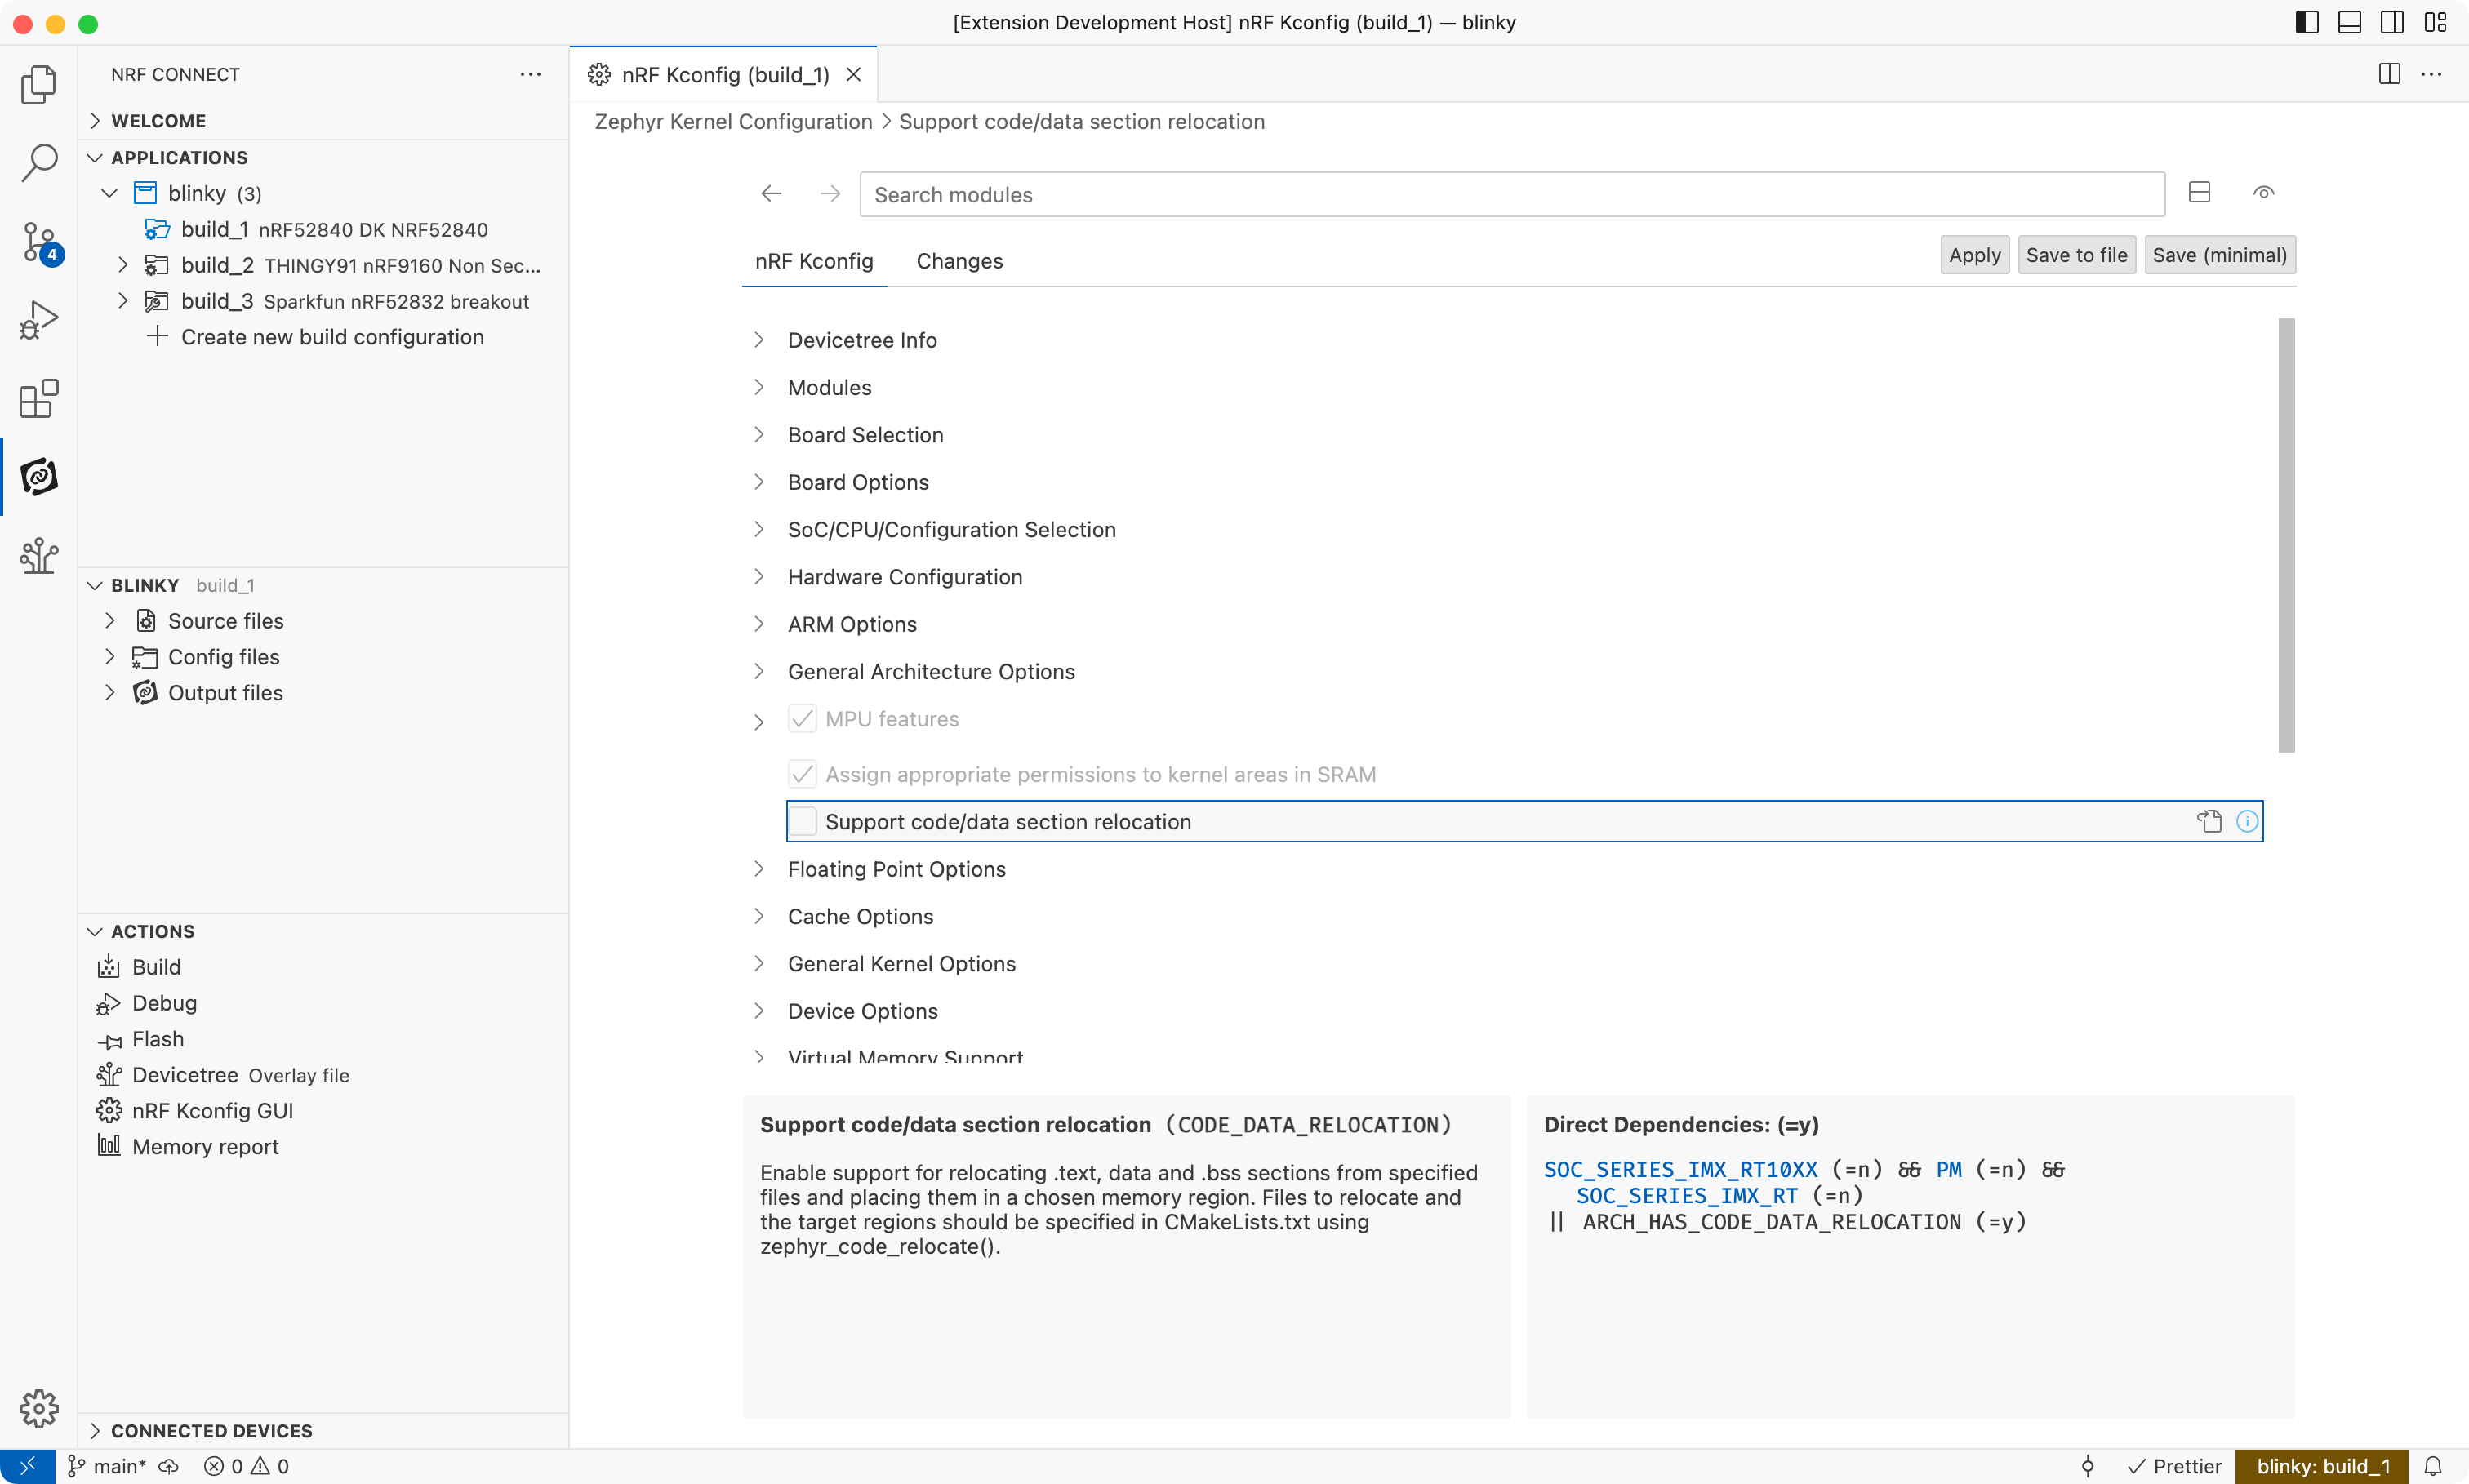 [Extension Development Host] nRF Kconfig (build_1) — blinky
NRF CONNECT
WELCOME
APPLICATIONS
blinky (3)
build_1 nRF52840 DK NRF52840
build_2 THINGY91 nRF9160 Non Sec...
build_3 Sparkfun nRF52832 breakout
Create new build configuration
4
BLINKY build_1
Source files
Config files
Output files
ACTIONS
Build
Debug
Flash
Devicetree Overlay file
nRF Kconfig GUI
Memory report
CONNECTED DEVICES
nRF Kconfig (build_1)
Zephyr Kernel Configuration > Support code/data section relocation
Search modules
nRF Kconfig Changes
Apply Save to file Save (minimal)
Devicetree Info
Modules
Board Selection
Board Options
SoC/CPU/Configuration Selection
Hardware Configuration
ARM Options
General Architecture Options
MPU features
Assign appropriate permissions to kernel areas in SRAM
Support code/data section relocation
Floating Point Options
Cache Options
General Kernel Options
Device Options
Virtual Memory Support
Support code/data section relocation (CODE_DATA_RELOCATION)
Enable support for relocating .text, data and .bss sections from specified
files and placing them in a chosen memory region. Files to relocate and
the target regions should be specified in CMakeLists.txt using
zephyr_code_relocate().
Direct Dependencies: (=y)
SOC_SERIES_IMX_RT10XX (=n) && PM (=n) &&
SOC_SERIES_IMX_RT (=n)
|| ARCH_HAS_CODE_DATA_RELOCATION (=y)
main* 0 0
Prettier blinky: build_1